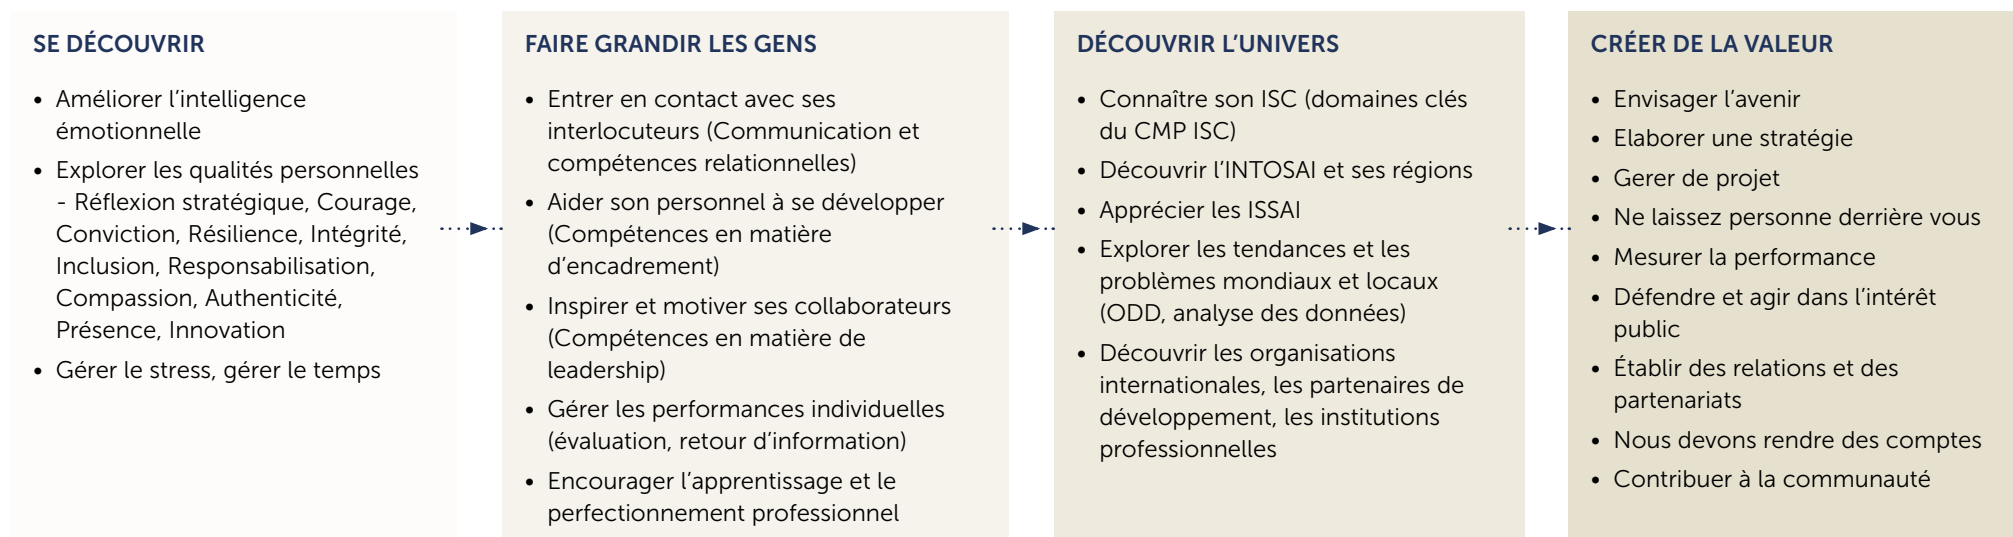 SE DÉCOUVRIR
• Améliorer l’intelligence
émotionnelle
• Explorer les qualités personnelles
- Réflexion stratégique, Courage,
Conviction, Résilience, Intégrité,
Inclusion, Responsabilisation,
Compassion, Authenticité,
Présence, Innovation
• Gérer le stress, gérer le temps
FAIRE GRANDIR LES GENS
• Entrer en contact avec ses
interlocuteurs (Communication et
compétences relationnelles)
• Aider son personnel à se développer
(Compétences en matière
d’encadrement)
• Inspirer et motiver ses collaborateurs
(Compétences en matière de
leadership)
• Gérer les performances individuelles
(évaluation, retour d’information)
• Encourager l’apprentissage et le
perfectionnement professionnel
DÉCOUVRIR L’UNIVERS
• Connaître son ISC (domaines clés
du CMP ISC)
• Découvrir l’INTOSAI et ses régions
• Apprécier les ISSAI
• Explorer les tendances et les
problèmes mondiaux et locaux
(ODD, analyse des données)
• Découvrir les organisations
internationales, les partenaires de
développement, les institutions
professionnelles
CRÉER DE LA VALEUR
• Envisager l’avenir
• Elaborer une stratégie
• Gerer de projet
• Ne laissez personne derrière vous
• Mesurer la performance
• Défendre et agir dans l’intérêt
public
• Établir des relations et des
partenariats
• Nous devons rendre des comptes
• Contribuer à la communauté